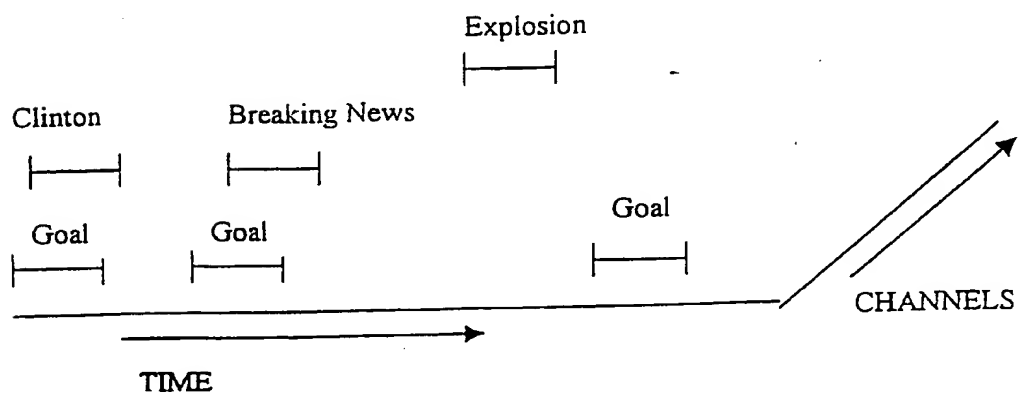 Explosion
Clinton Breaking News
Goal Goal Goal
CHANNELS
TIME